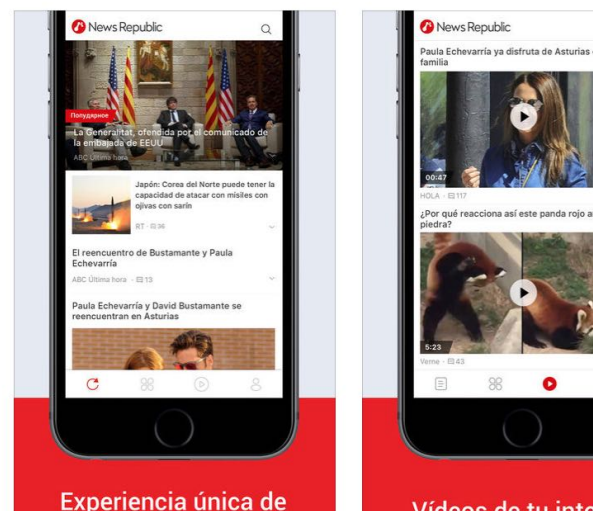 News Republic
Популярное
La Generalitat, ofendida por el comunicado de
la embajada de EEUU
ABC Última hora
Japón: Corea del Norte puede tener la
capacidad de atacar con misiles con
ojivas con sarín
RT · 36
El reencuentro de Bustamante y Paula
Echevarría
ABC Última hora · 13
Paula Echevarría y David Bustamante se
reencuentran en Asturias
Experiencia única de
News Republic
Paula Echevarría ya disfruta de Asturias
familia
00:47
HOLA · 117
¿Por qué reacciona así este panda rojo
piedra?
5:23
Verne · 43
Vídeos de tu